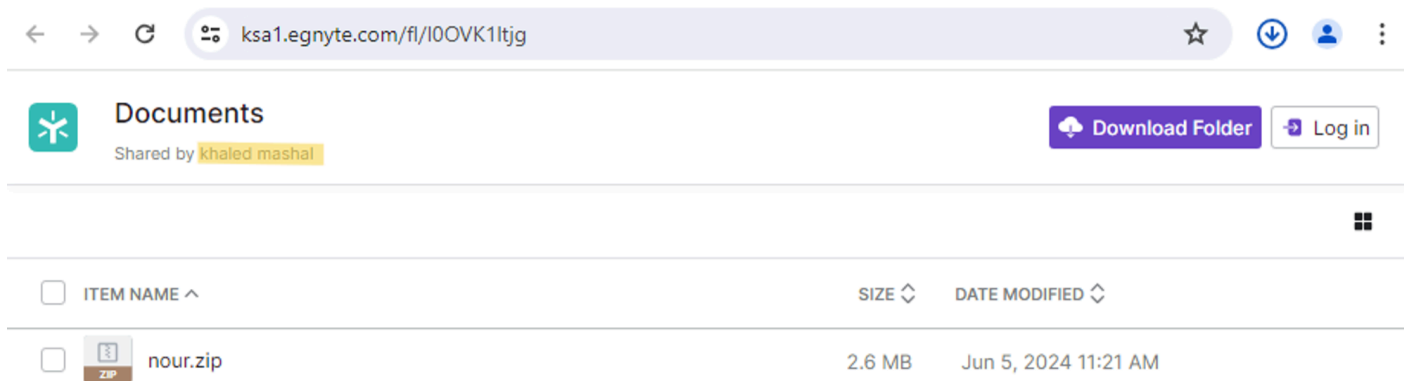 ksa1.egnyte.com/fl/I0OVK1Itjg
Documents
Shared by khaled mashal
Download Folder
Log in
ITEM NAME
SIZE
DATE MODIFIED
ZIP
nour.zip
2.6 MB
Jun 5, 2024 11:21 AM